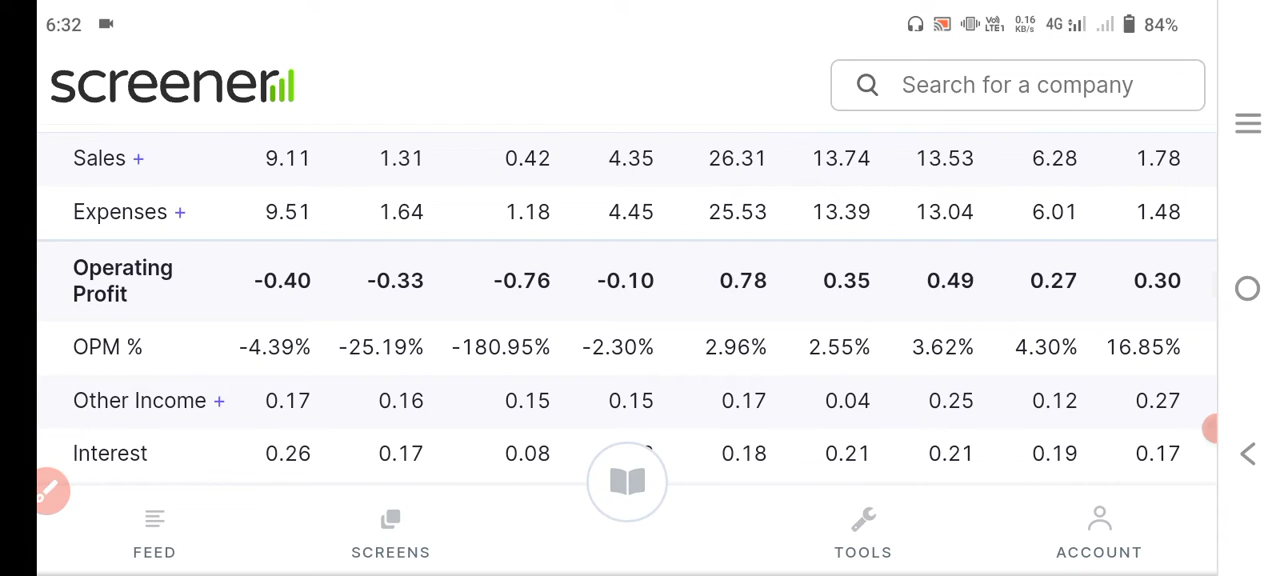 6:32 Voll LTE1 0.16 KB/s 4G 84%
screener Search for a company
Sales + 9.11 1.31 0.42 4.35 26.31 13.74 13.53 6.28 1.78
Expenses + 9.51 1.64 1.18 4.45 25.53 13.39 13.04 6.01 1.48
Operating
Profit -0.40 -0.33 -0.76 -0.10 0.78 0.35 0.49 0.27 0.30
OPM % -4.39% -25.19% -180.95% -2.30% 2.96% 2.55% 3.62% 4.30% 16.85%
Other Income + 0.17 0.16 0.15 0.15 0.17 0.04 0.25 0.12 0.27
Interest 0.26 0.17 0.08 0.18 0.21 0.21 0.19 0.17
FEED SCREENS TOOLS ACCOUNT